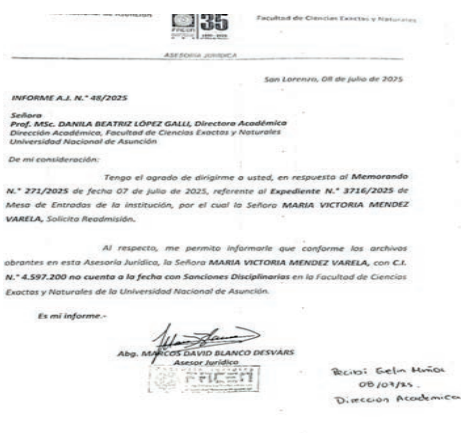 Facultad de Ciencias Exactas y Naturales
35
FACEN
ASESORIA JURIDICA
San Lorenzo, 08 de julio de 2025
INFORME A.J. N.° 48/2025
Señora
Prof. MSc. DANILA BEATRIZ LÓPEZ GALLI, Directora Académica
Dirección Académica, Facultad de Ciencias Exactas y Naturales
Universidad Nacional de Asunción
De mi consideración:
Tengo el agrado de dirigirme a usted, en respuesta al Memorando
N.° 271/2025 de fecha 07 de julio de 2025, referente al Expediente N.° 3716/2025 de
Mesa de Entradas de la institución, por el cual la Señora MARIA VICTORIA MENDEZ
VARELA, Solicita Readmisión.
Al respecto, me permito informarle que conforme los archivos
obrantes en esta Asesoría Jurídica, la Señora MARIA VICTORIA MENDEZ VARELA, con C.I.
N.° 4.597.200 no cuenta a la fecha con Sanciones Disciplinarias en la Facultad de Ciencias
Exactas y Naturales de la Universidad Nacional de Asunción.
Es mi informe.-
Abg. MARCOS DAVID BLANCO DESVARS
Asesor Jurídico
FACEN
Recibi
08/07/25.
Dirección Academica